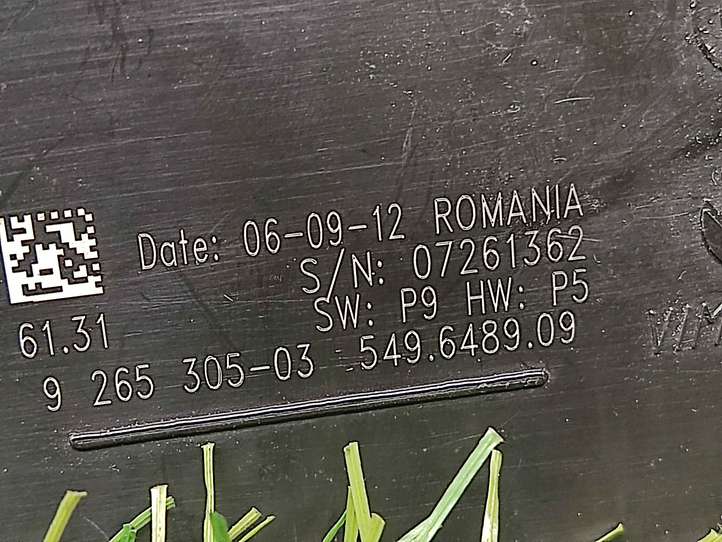 Date: 06-09-12 ROMANIA
S/N: 07261362
SW: P9 HW: P5
61.31
9 265 305-03 549.6489.09